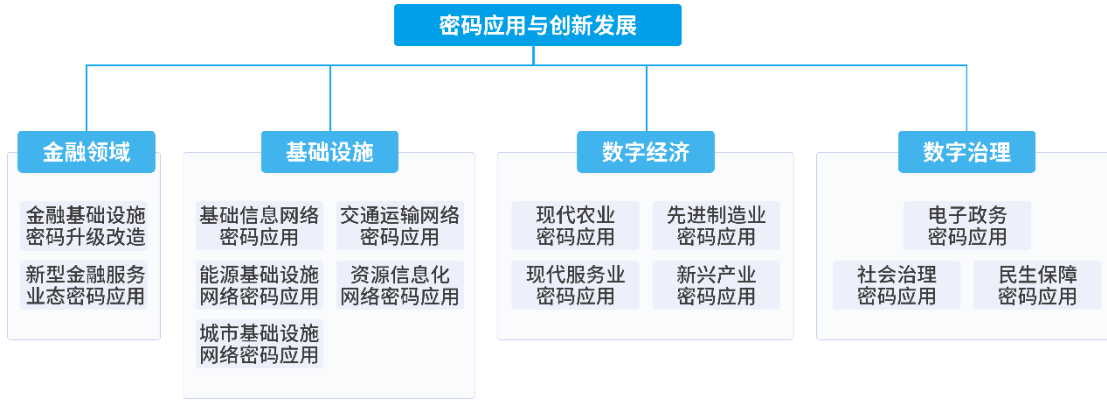 密码应用与创新发展
金融领域
基础设施
数字经济
数字治理
金融基础设施
密码升级改造
新型金融服务
业态密码应用
基础信息网络
密码应用
交通运输网络
密码应用
能源基础设施
网络密码应用
资源信息化
网络密码应用
城市基础设施
网络密码应用
现代农业
密码应用
先进制造业
密码应用
现代服务业
密码应用
新兴产业
密码应用
电子政务
密码应用
社会治理
密码应用
民生保障
密码应用